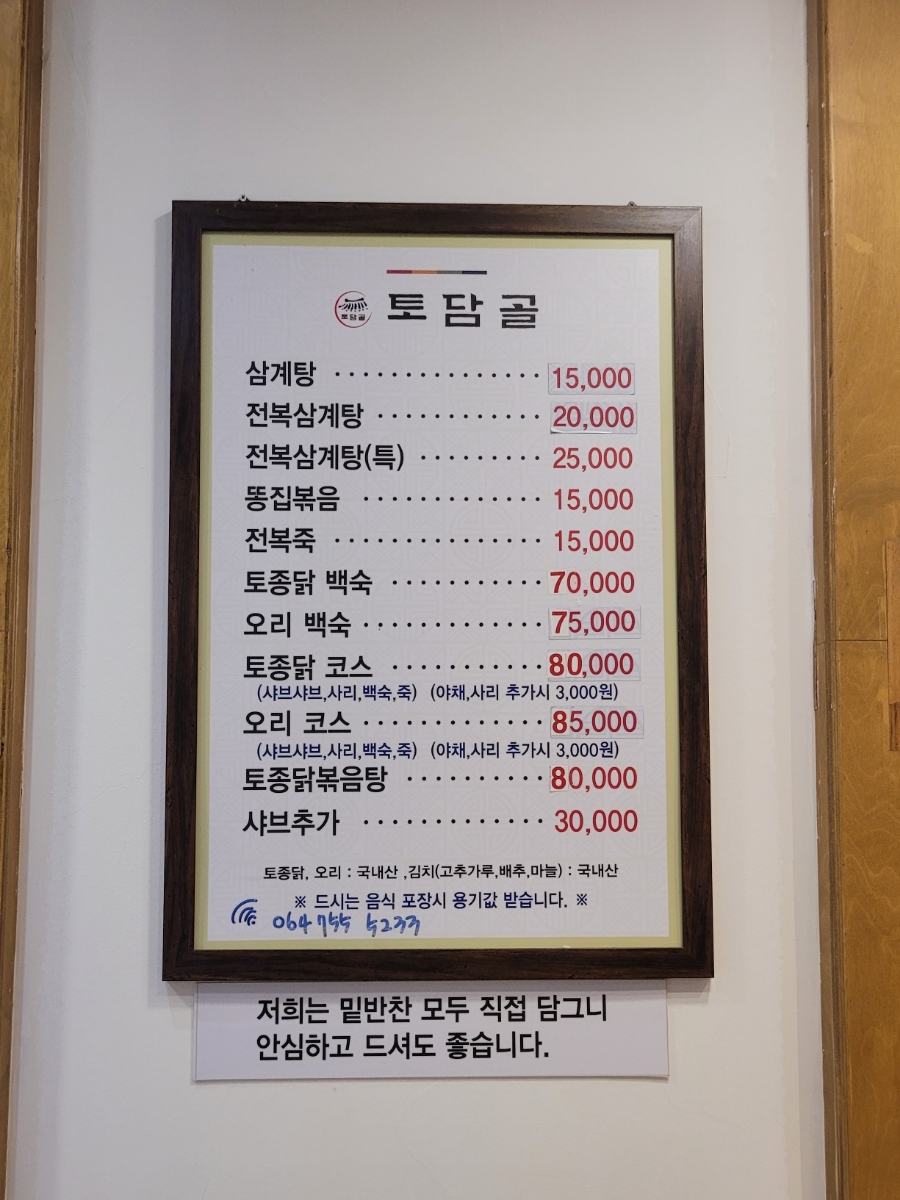 토담골 토담골
삼계탕 ··············· 15,000
전복삼계탕 ············ 20,000
전복삼계탕(특) ········· 25,000
똥집볶음 ············· 15,000
전복죽 ··············· 15,000
토종닭 백숙 ··········· 70,000
오리 백숙 ············· 75,000
토종닭 코스 ··········· 80,000
(샤브샤브,사리,백숙,죽) (야채,사리 추가시 3,000원)
오리 코스 ············· 85,000
(샤브샤브,사리,백숙,죽) (야채,사리 추가시 3,000원)
토종닭볶음탕 ·········· 80,000
샤브추가 ············· 30,000
토종닭, 오리 : 국내산 ,김치(고추가루,배추,마늘) : 국내산
※ 드시는 음식 포장시 용기값 받습니다. ※
064 755 5233
저희는 밑반찬 모두 직접 담그니
안심하고 드셔도 좋습니다.